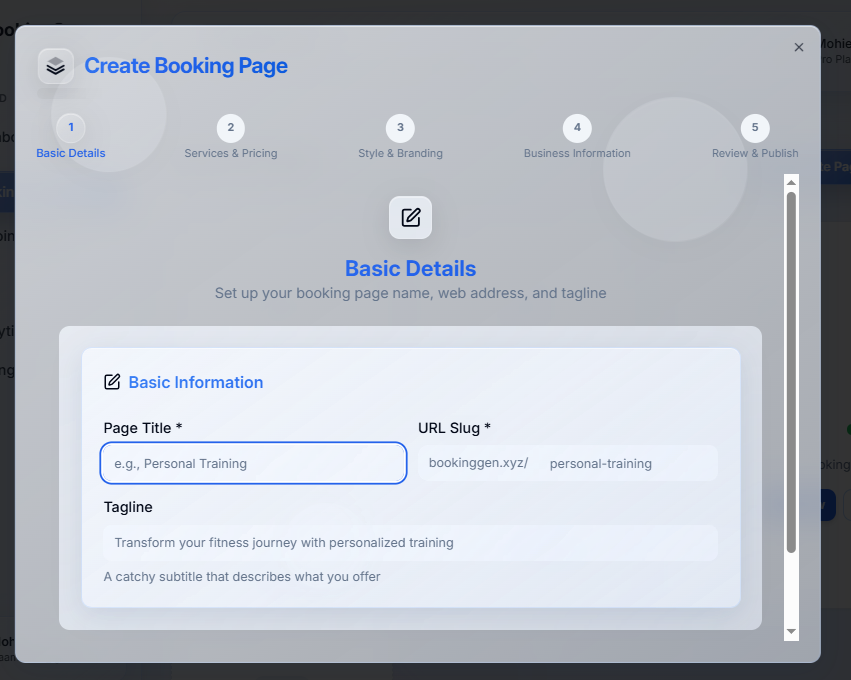 Create Booking Page
×
1
2
3
4
5
Basic Details
Services & Pricing
Style & Branding
Business Information
Review & Publish
Basic Details
Set up your booking page name, web address, and tagline
Basic Information
Page Title *
URL Slug *
e.g., Personal Training
bookinggen.xyz/ personal-training
Tagline
Transform your fitness journey with personalized training
A catchy subtitle that describes what you offer